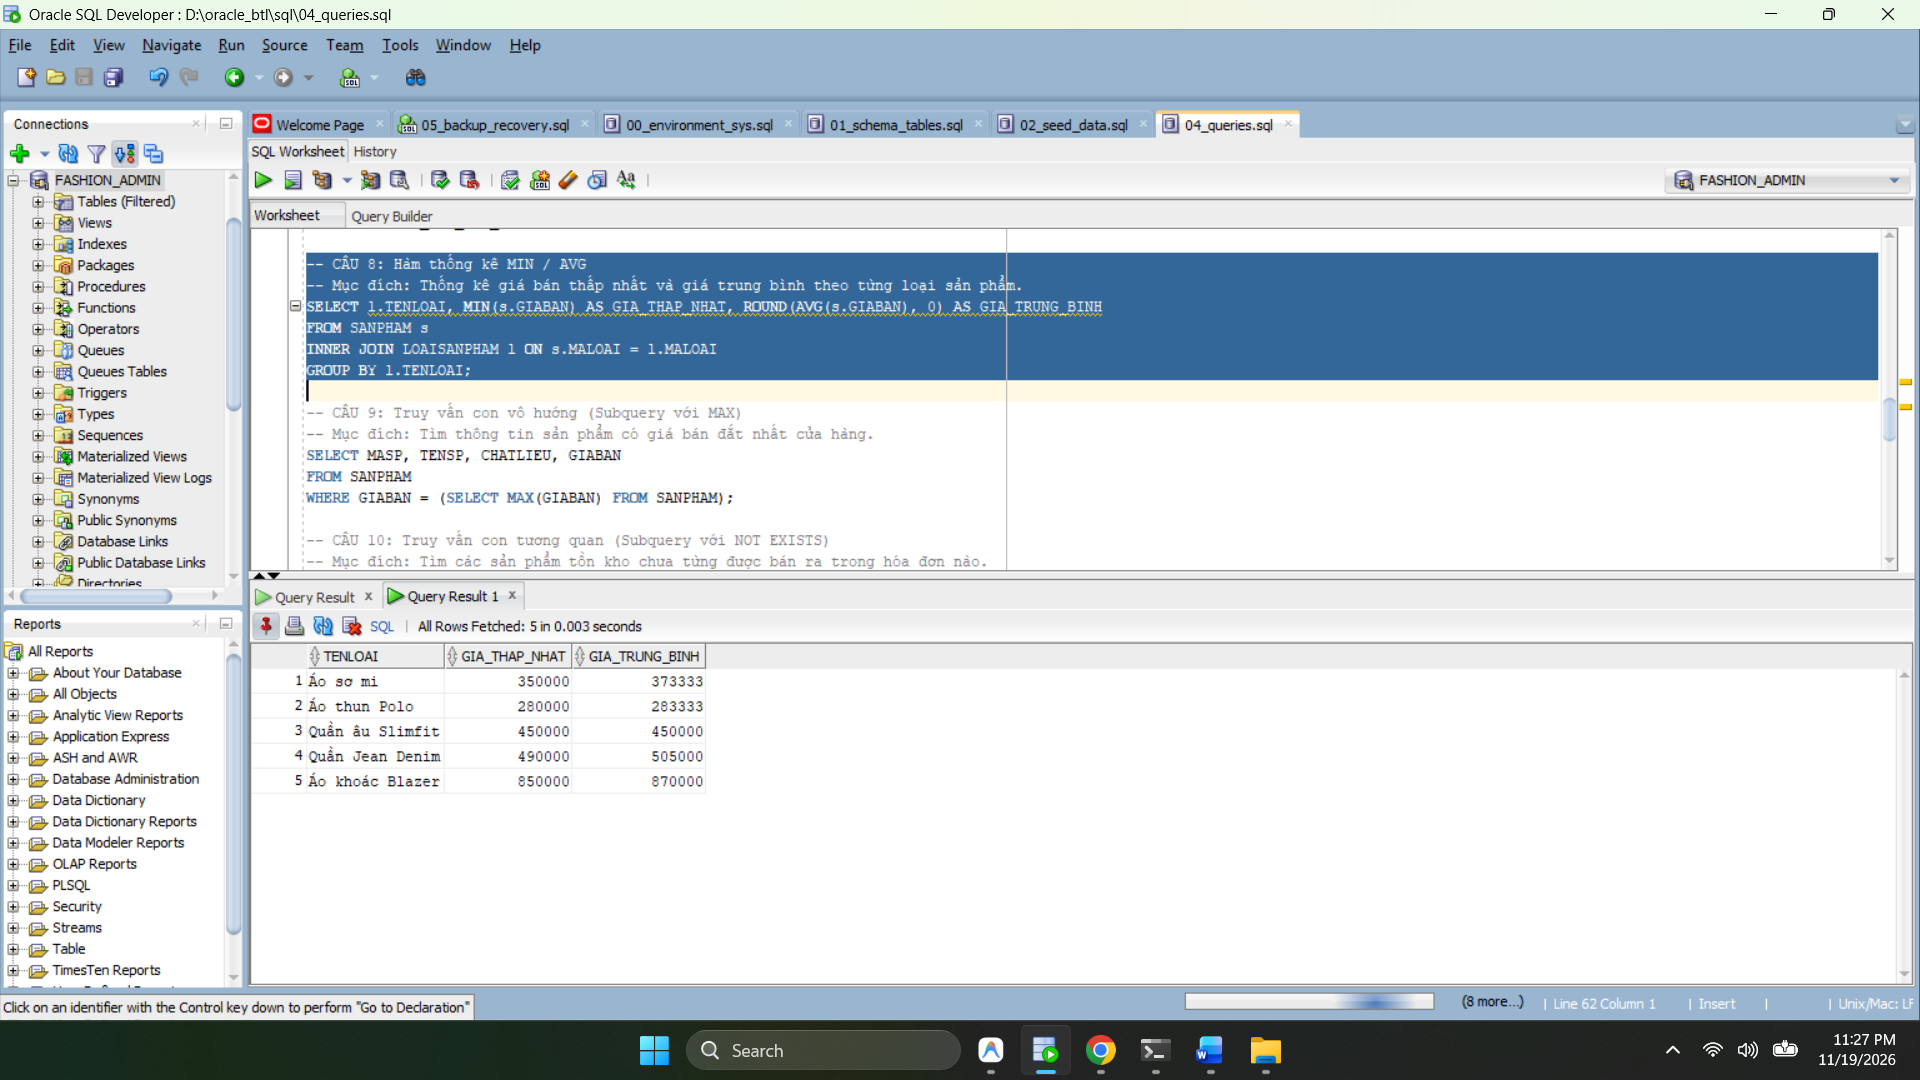 Oracle SQL Developer : D:\oracle_btl\sql\04_queries.sql
File Edit View Navigate Run Source Team Tools Window Help
Connections
Welcome Page
05_backup_recovery.sql
00_environment_sys.sql
01_schema_tables.sql
02_seed_data.sql
04_queries.sql
SQL Worksheet History
FASHION_ADMIN
Worksheet Query Builder
FASHION_ADMIN
Tables (Filtered)
Views
Indexes
Packages
Procedures
Functions
Operators
Queues
Queues Tables
Triggers
Types
Sequences
Materialized Views
Materialized View Logs
Synonyms
Public Synonyms
Database Links
Public Database Links
Directories
-- CÂU 8: Hàm thống kê MIN / AVG
-- Mục đích: Thống kê giá bán thấp nhất và giá trung bình theo từng loại sản phẩm.
SELECT l.TENLOAI, MIN(s.GIABAN) AS GIA_THAP_NHAT, ROUND(AVG(s.GIABAN), 0) AS GIA_TRUNG_BINH
FROM SANPHAM s
INNER JOIN LOAISANPHAM l ON s.MALOAI = l.MALOAI
GROUP BY l.TENLOAI;
-- CÂU 9: Truy vấn con vô hướng (Subquery với MAX)
-- Mục đích: Tìm thông tin sản phẩm có giá bán đắt nhất cửa hàng.
SELECT MASP, TENSP, CHATLIEU, GIABAN
FROM SANPHAM
WHERE GIABAN = (SELECT MAX(GIABAN) FROM SANPHAM);
-- CÂU 10: Truy vấn con tương quan (Subquery với NOT EXISTS)
-- Mục đích: Tìm các sản phẩm tồn kho chưa từng được bán ra trong hóa đơn nào.
Reports
All Reports
About Your Database
All Objects
Analytic View Reports
Application Express
ASH and AWR
Database Administration
Data Dictionary
Data Dictionary Reports
Data Modeler Reports
OLAP Reports
PLSQL
Security
Streams
Table
TimesTen Reports
Query Result Query Result 1
SQL | All Rows Fetched: 5 in 0.003 seconds
TENLOAI GIA_THAP_NHAT GIA_TRUNG_BINH
1 Áo sơ mi 350000 373333
2 Áo thun Polo 280000 283333
3 Quần âu Slimfit 450000 450000
4 Quần Jean Denim 490000 505000
5 Áo khoác Blazer 850000 870000
Click on an identifier with the Control key down to perform "Go to Declaration"
(8 more...) | Line 62 Column 1 | Insert | | Unix/Mac: LF
Search
11:27 PM
11/19/2026